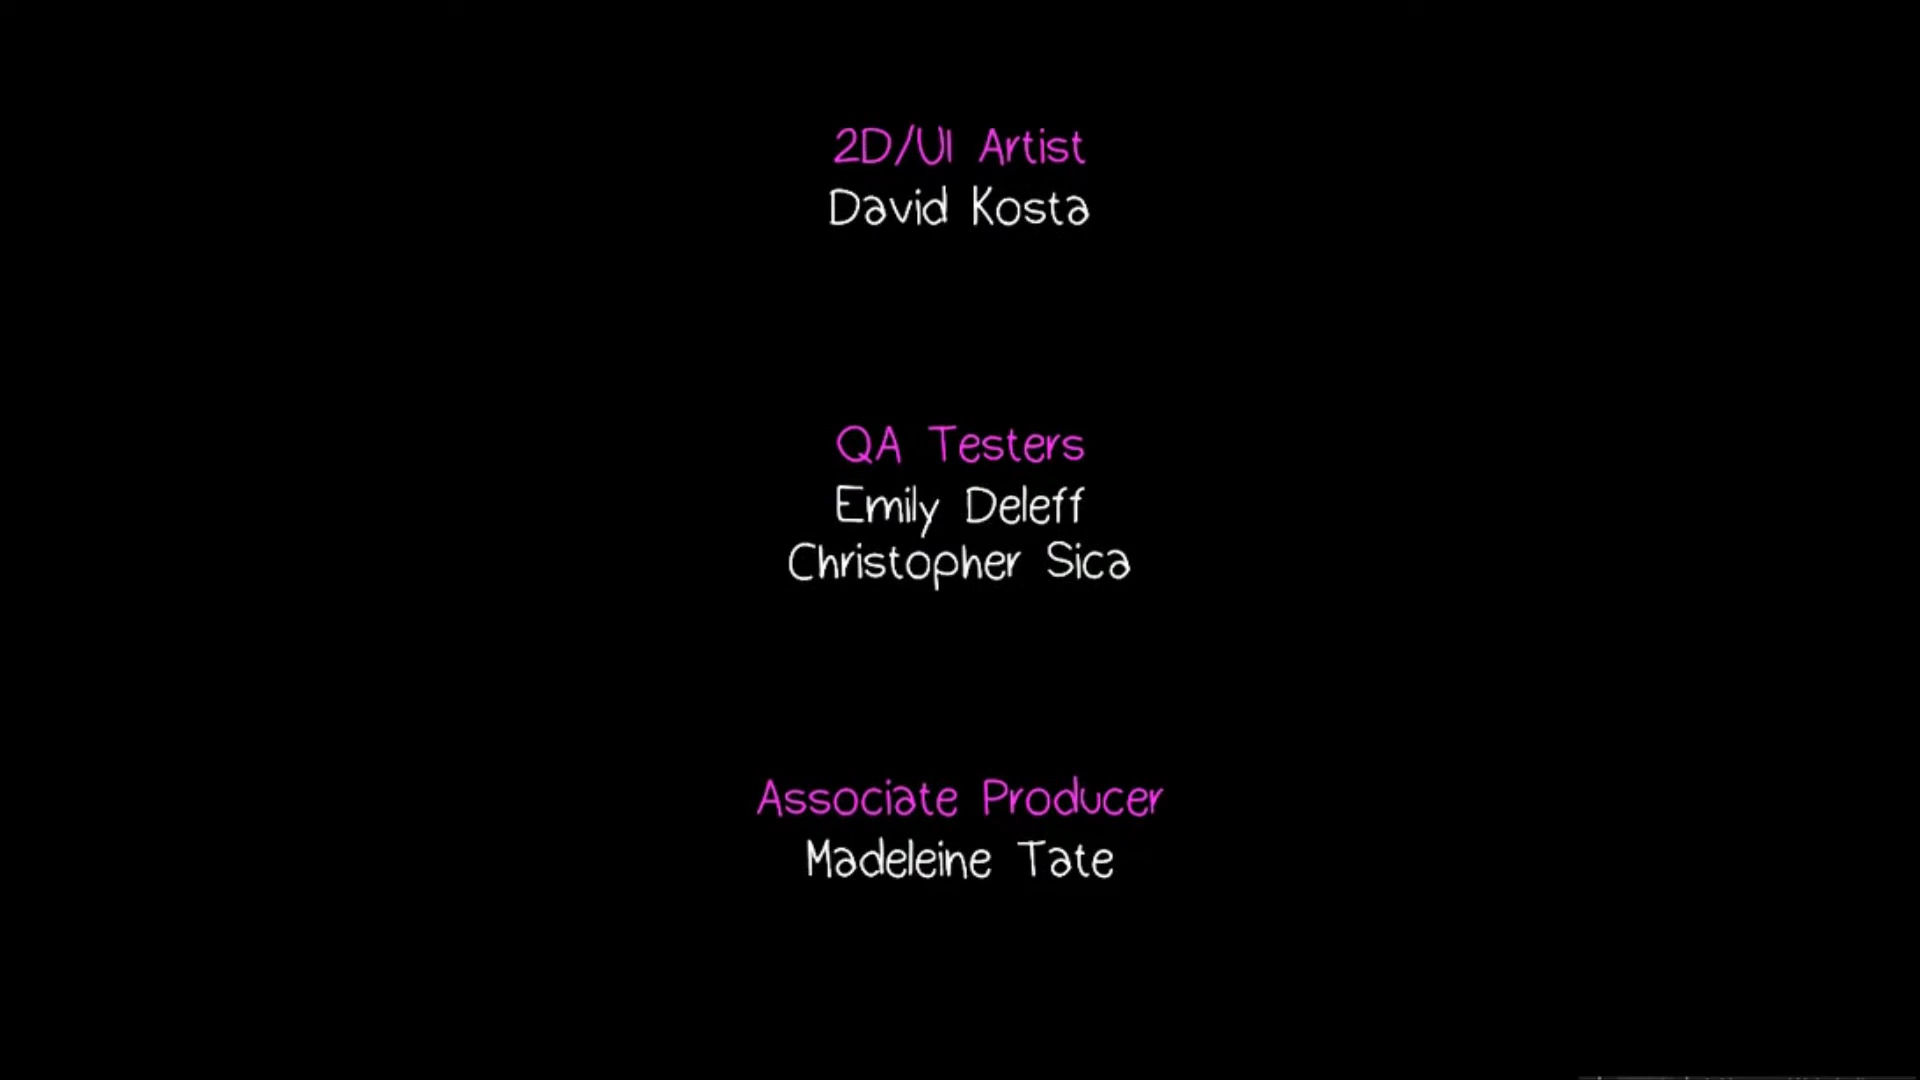 2D/UI Artist
David Kosta
QA Testers
Emily Deleff
Christopher Sica
Associate Producer
Madeleine Tate